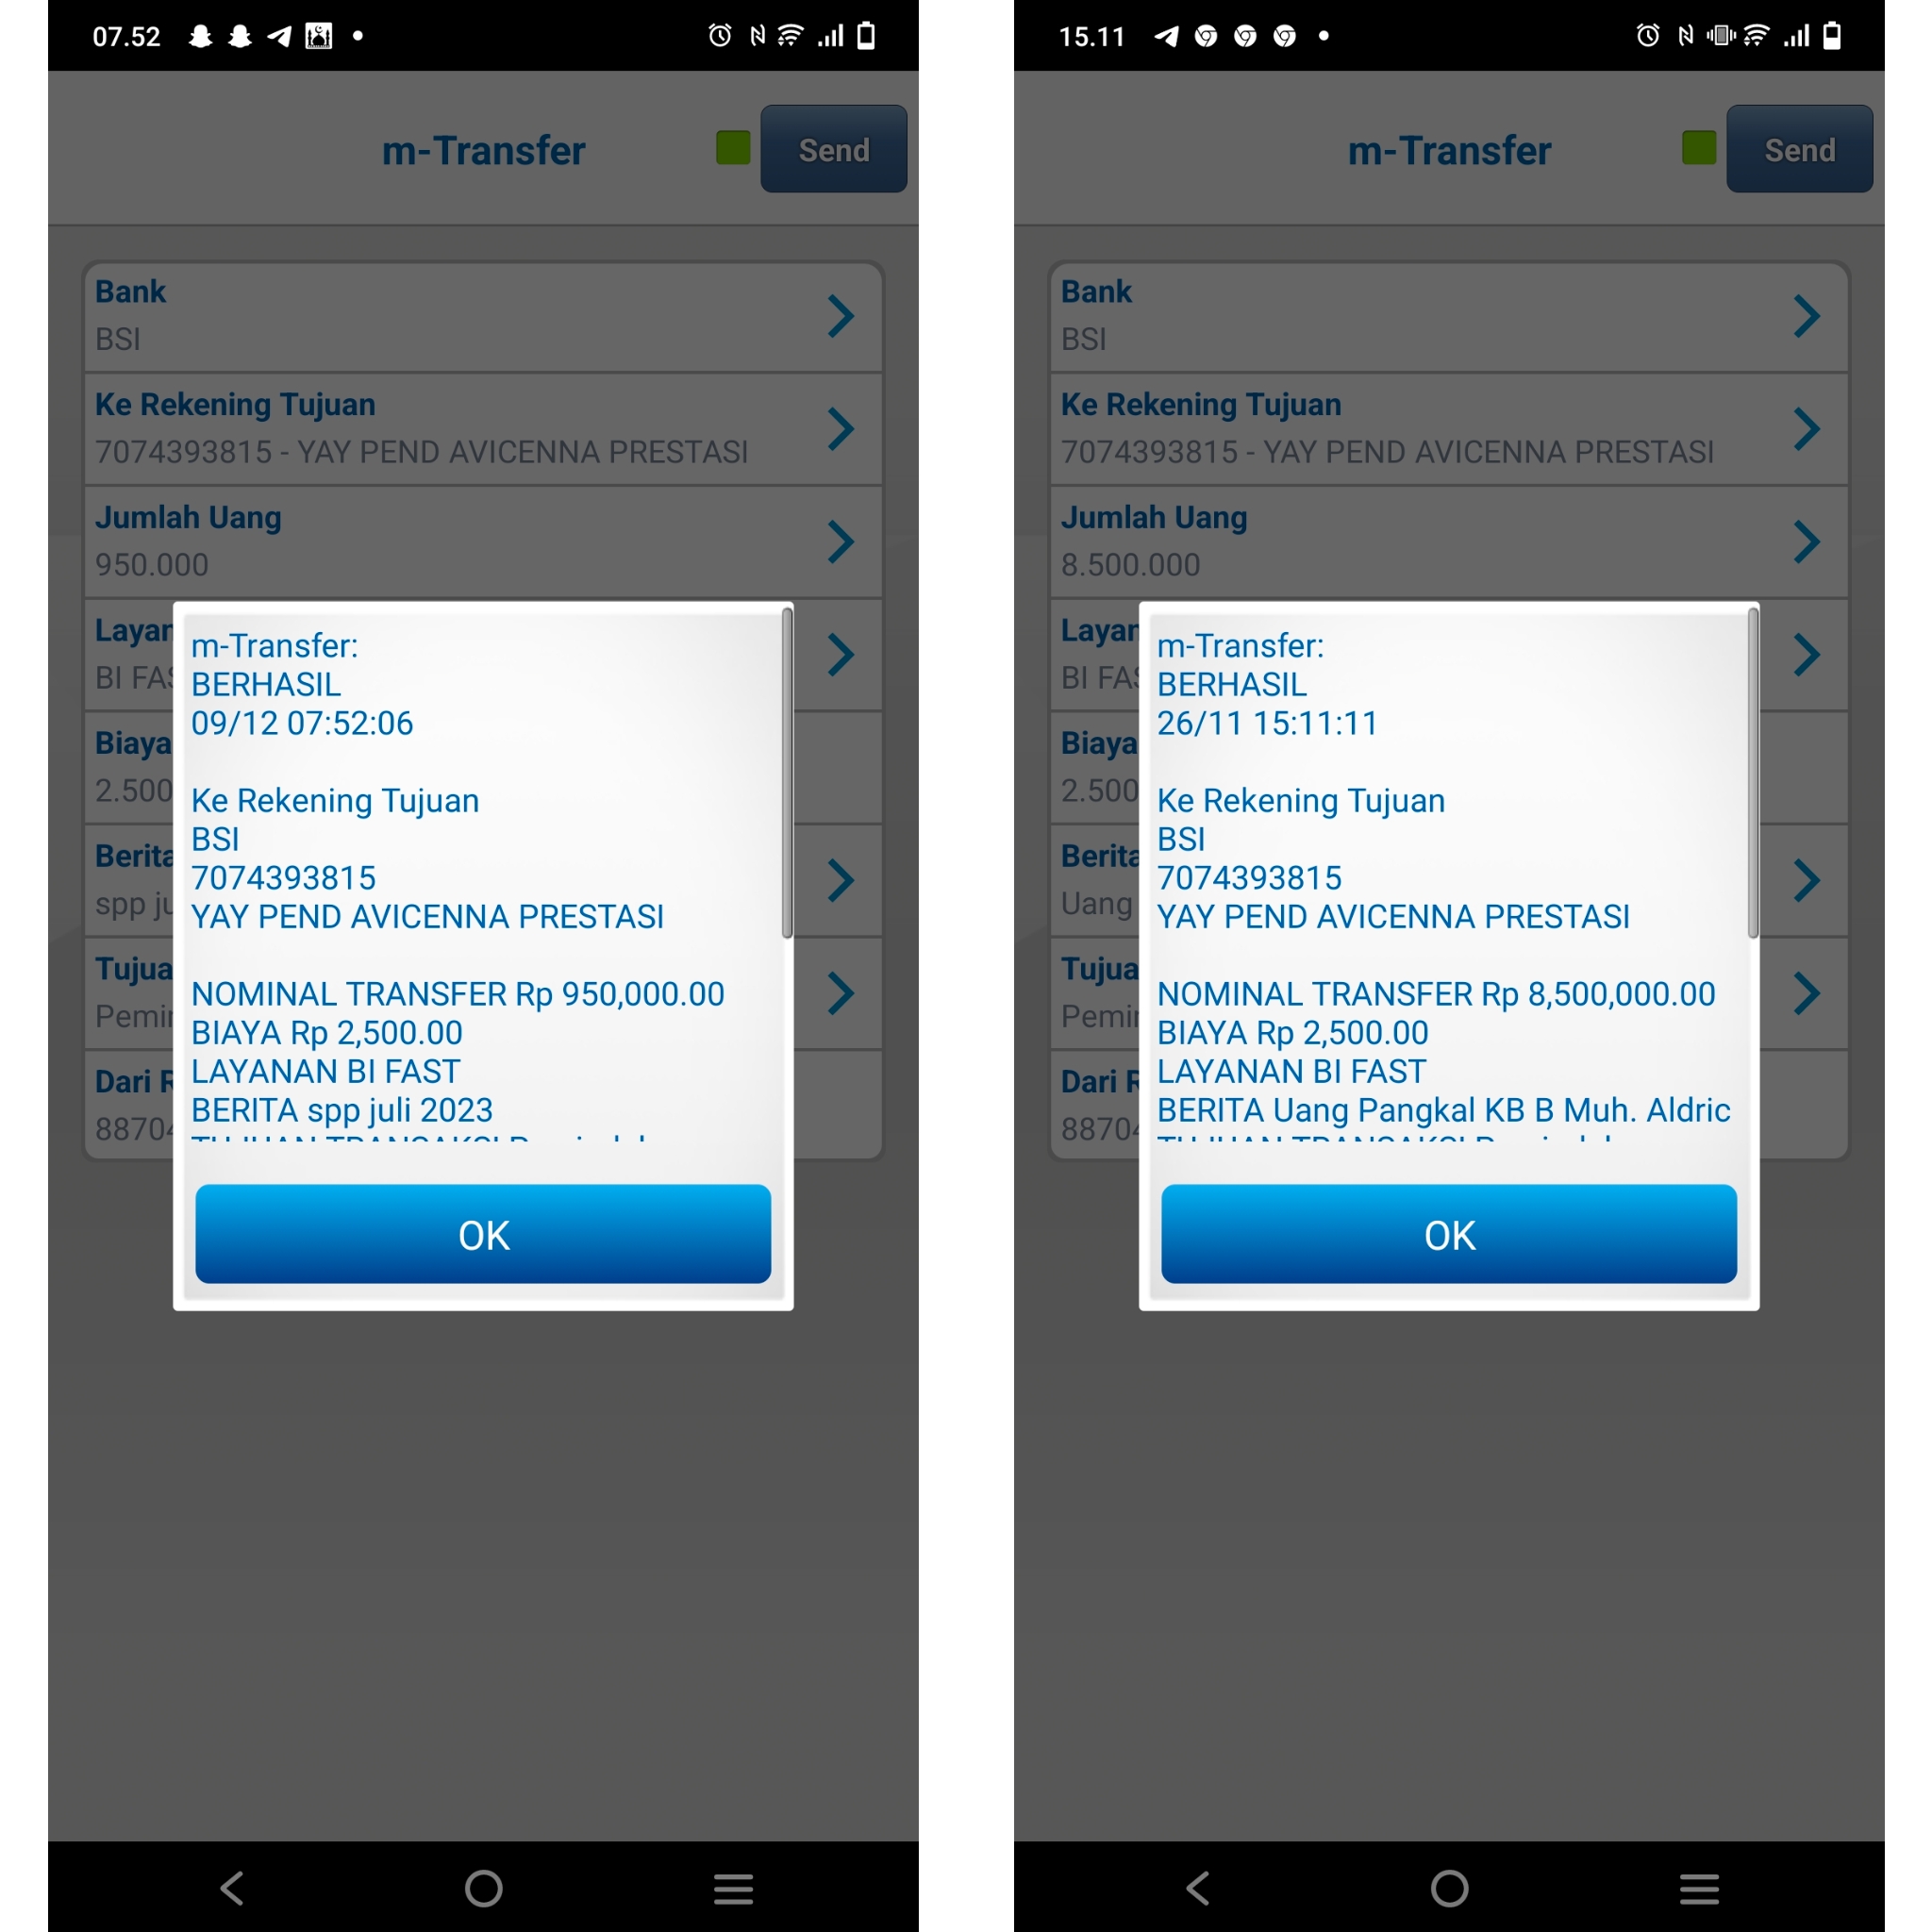 07.52
m-Transfer
Send
Bank
BSI
Ke Rekening Tujuan
7074393815 - YAY PEND AVICENNA PRESTASI
Jumlah Uang
950.000
Layan
BI FAS
Biaya
2.500
Berita
spp ju
Tujua
Pemin
Dari R
88704
m-Transfer:
BERHASIL
09/12 07:52:06
Ke Rekening Tujuan
BSI
7074393815
YAY PEND AVICENNA PRESTASI
NOMINAL TRANSFER Rp 950,000.00
BIAYA Rp 2,500.00
LAYANAN BI FAST
BERITA spp juli 2023
OK
15.11
m-Transfer
Send
Bank
BSI
Ke Rekening Tujuan
7074393815 - YAY PEND AVICENNA PRESTASI
Jumlah Uang
8.500.000
Layan
BI FAS
Biaya
2.500
Berita
Uang
Tujua
Pemin
Dari R
88704
m-Transfer:
BERHASIL
26/11 15:11:11
Ke Rekening Tujuan
BSI
7074393815
YAY PEND AVICENNA PRESTASI
NOMINAL TRANSFER Rp 8,500,000.00
BIAYA Rp 2,500.00
LAYANAN BI FAST
BERITA Uang Pangkal KB B Muh. Aldric
OK